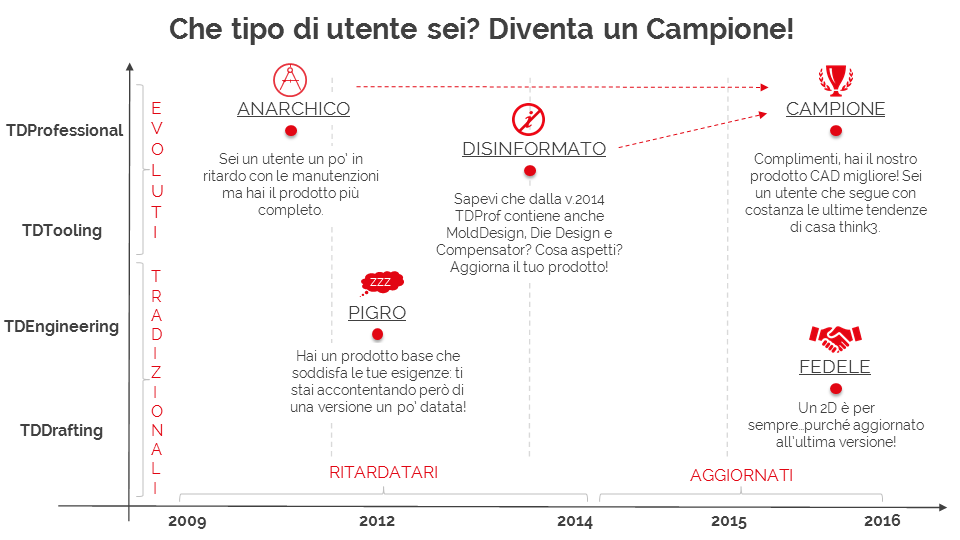 Che tipo di utente sei? Diventa un Campione!
TDProfessional
TDTooling
TDEngineering
TDDrafting
EVOLUTI
TRADIZIONALI
ANARCHICO
Sei un utente un po' in
ritardo con le manutenzioni
ma hai il prodotto più
completo.
DISINFORMATO
Sapevi che dalla v.2014
TDProf contiene anche
MoldDesign, Die Design e
Compensator? Cosa aspetti?
Aggiorna il tuo prodotto!
CAMPIONE
Complimenti, hai il nostro
prodotto CAD migliore! Sei
un utente che segue con
costanza le ultime tendenze
di casa think3.
zzz
PIGRO
Hai un prodotto base che
soddisfa le tue esigenze: ti
stai accontentando però di
una versione un po' datata!
FEDELE
Un 2D è per
sempre…purché aggiornato
all'ultima versione!
RITARDATARI
AGGIORNATI
2009
2012
2014
2015
2016